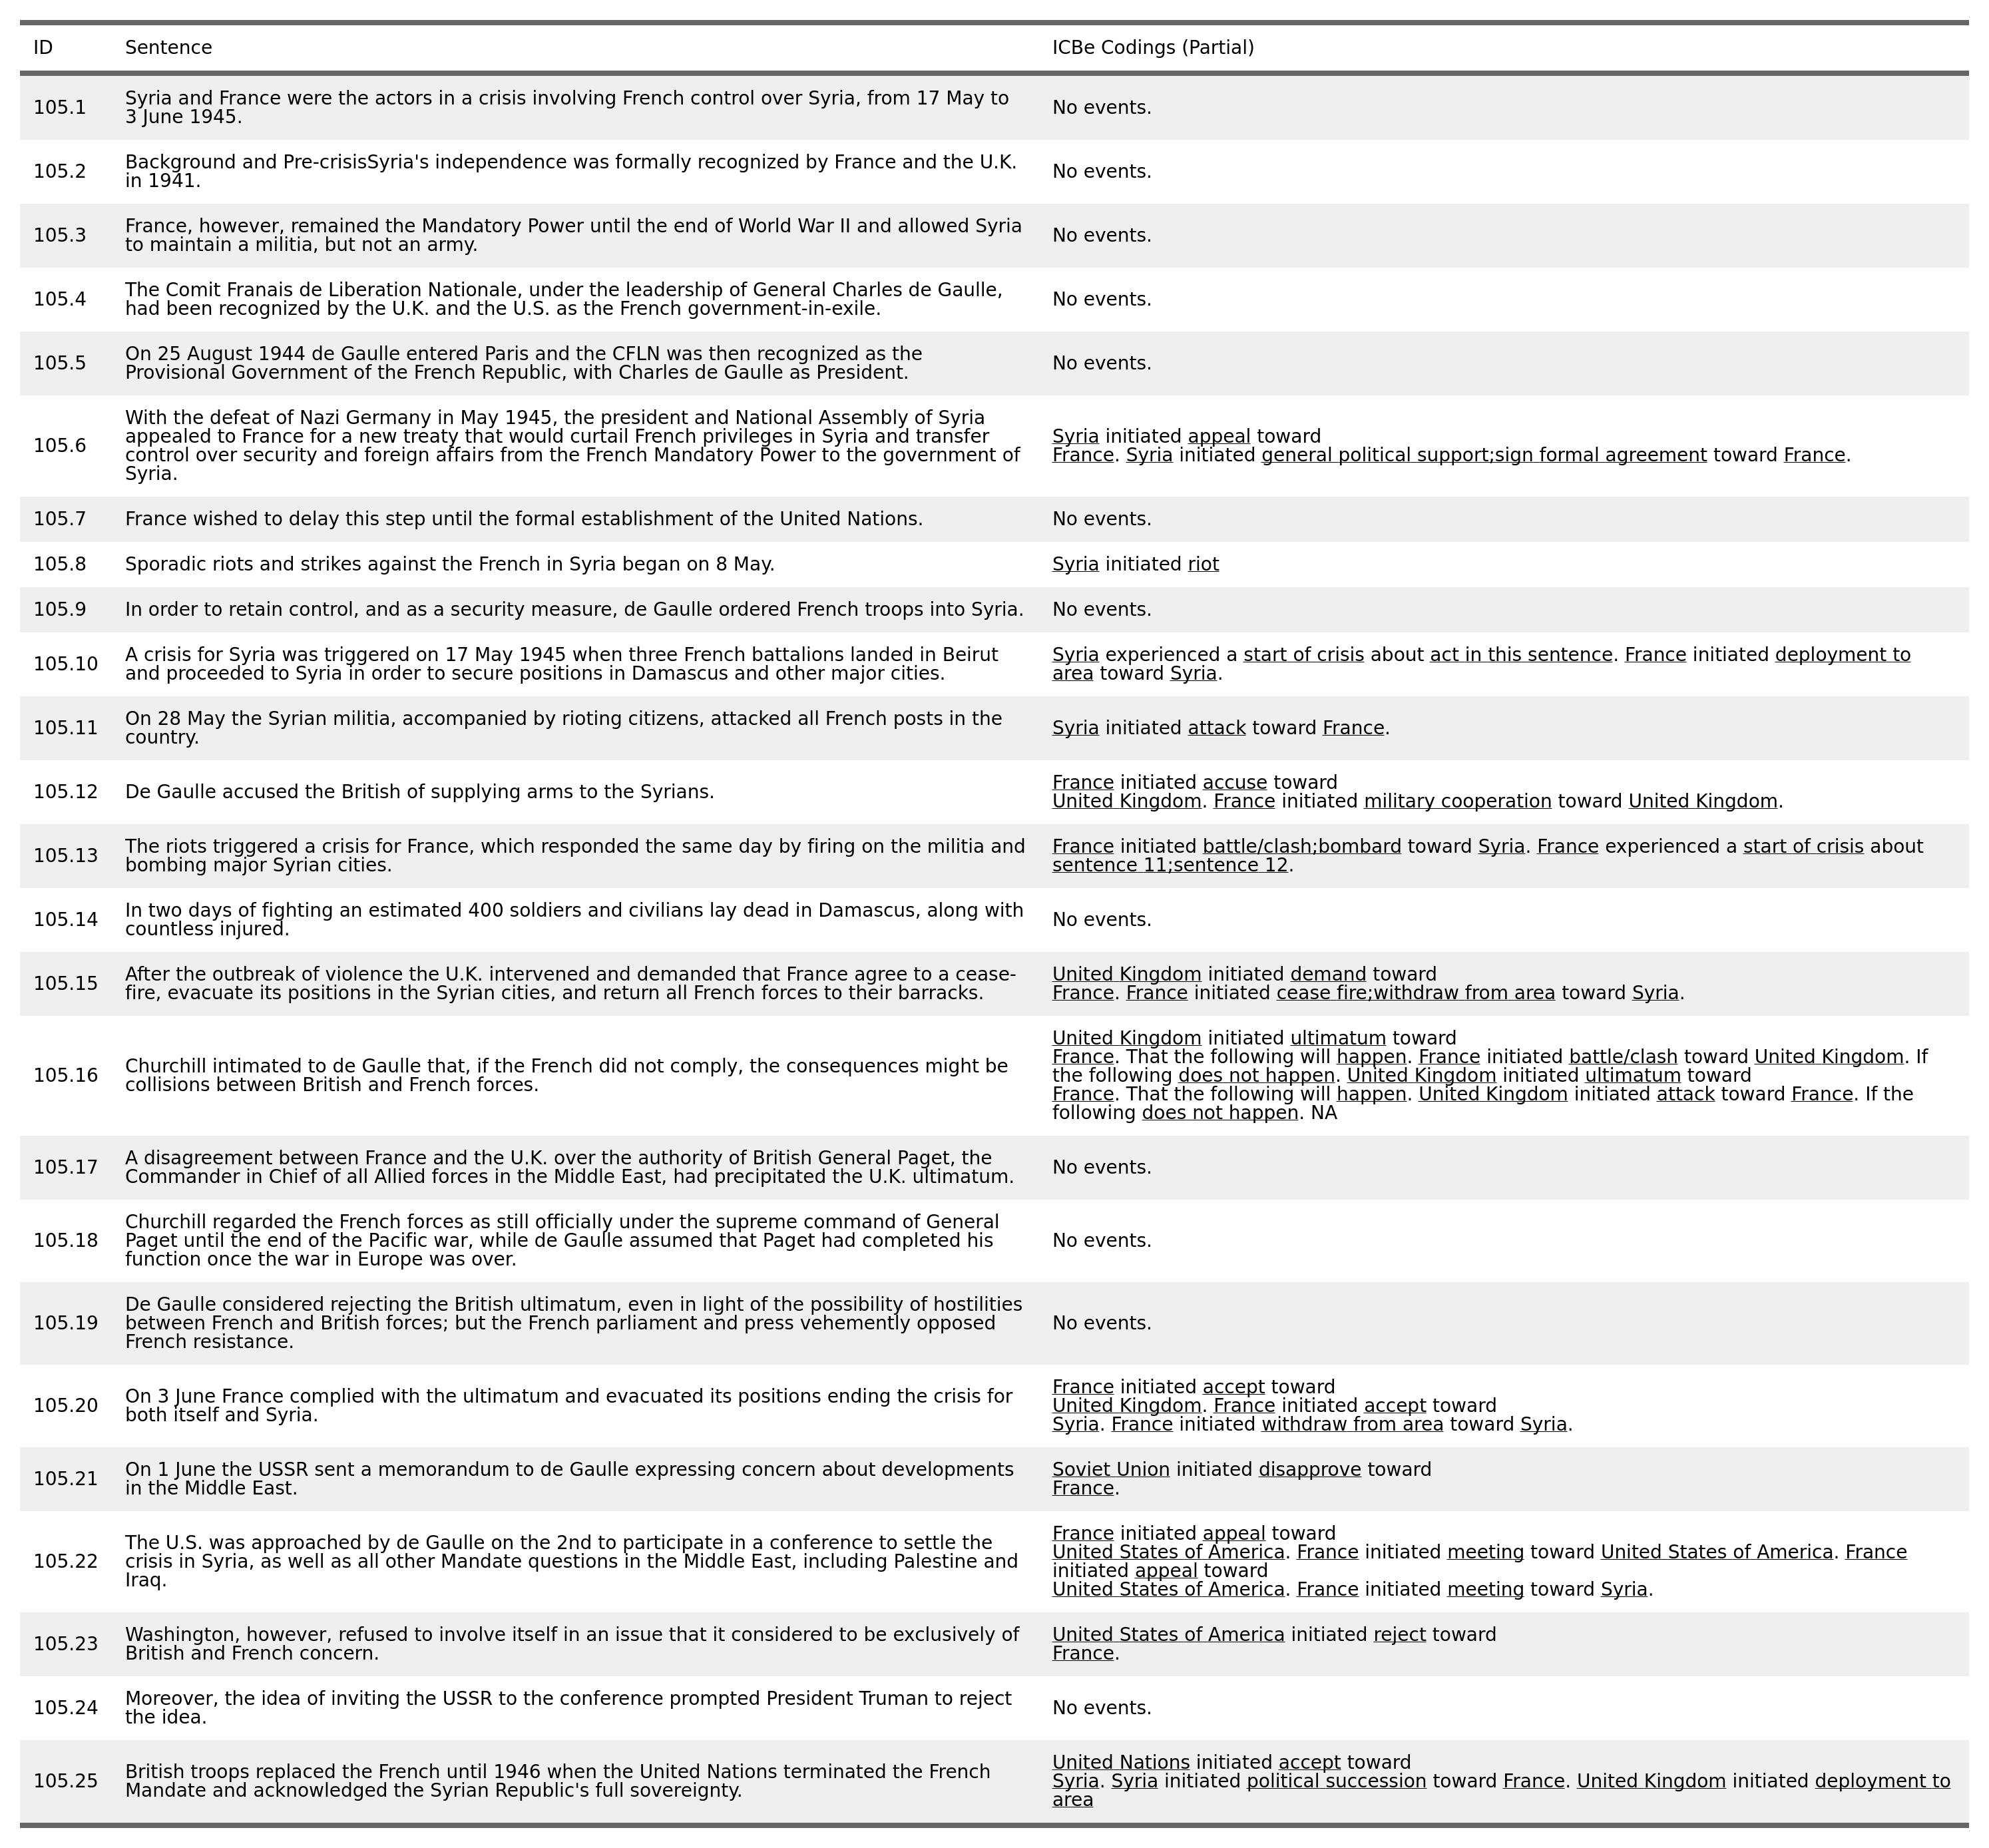 ID Sentence ICBe Codings (Partial)
105.1 Syria and France were the actors in a crisis involving French control over Syria, from 17 May to
3 June 1945.
No events.
105.2 Background and Pre-crisisSyria's independence was formally recognized by France and the U.K.
in 1941.
No events.
105.3 France, however, remained the Mandatory Power until the end of World War II and allowed Syria
to maintain a militia, but not an army.
No events.
105.4 The Comit Franais de Liberation Nationale, under the leadership of General Charles de Gaulle,
had been recognized by the U.K. and the U.S. as the French government-in-exile.
No events.
105.5 On 25 August 1944 de Gaulle entered Paris and the CFLN was then recognized as the
Provisional Government of the French Republic, with Charles de Gaulle as President.
No events.
105.6 With the defeat of Nazi Germany in May 1945, the president and National Assembly of Syria
appealed to France for a new treaty that would curtail French privileges in Syria and transfer
control over security and foreign affairs from the French Mandatory Power to the government of
Syria.
Syria initiated appeal toward
France. Syria initiated general political support;sign formal agreement toward France.
105.7 France wished to delay this step until the formal establishment of the United Nations. No events.
105.8 Sporadic riots and strikes against the French in Syria began on 8 May. Syria initiated riot
105.9 In order to retain control, and as a security measure, de Gaulle ordered French troops into Syria. No events.
105.10 A crisis for Syria was triggered on 17 May 1945 when three French battalions landed in Beirut
and proceeded to Syria in order to secure positions in Damascus and other major cities.
Syria experienced a start of crisis about act in this sentence. France initiated deployment to
area toward Syria.
105.11 On 28 May the Syrian militia, accompanied by rioting citizens, attacked all French posts in the
country.
Syria initiated attack toward France.
105.12 De Gaulle accused the British of supplying arms to the Syrians.
France initiated accuse toward
United Kingdom. France initiated military cooperation toward United Kingdom.
105.13 The riots triggered a crisis for France, which responded the same day by firing on the militia and
bombing major Syrian cities.
France initiated battle/clash;bombard toward Syria. France experienced a start of crisis about
sentence 11;sentence 12.
105.14 In two days of fighting an estimated 400 soldiers and civilians lay dead in Damascus, along with
countless injured.
No events.
105.15 After the outbreak of violence the U.K. intervened and demanded that France agree to a cease-
fire, evacuate its positions in the Syrian cities, and return all French forces to their barracks.
United Kingdom initiated demand toward
France. France initiated cease fire;withdraw from area toward Syria.
105.16 Churchill intimated to de Gaulle that, if the French did not comply, the consequences might be
collisions between British and French forces.
United Kingdom initiated ultimatum toward
France. That the following will happen. France initiated battle/clash toward United Kingdom. If
the following does not happen. United Kingdom initiated ultimatum toward
France. That the following will happen. United Kingdom initiated attack toward France. If the
following does not happen. NA
105.17 A disagreement between France and the U.K. over the authority of British General Paget, the
Commander in Chief of all Allied forces in the Middle East, had precipitated the U.K. ultimatum.
No events.
105.18 Churchill regarded the French forces as still officially under the supreme command of General
Paget until the end of the Pacific war, while de Gaulle assumed that Paget had completed his
function once the war in Europe was over.
No events.
105.19 De Gaulle considered rejecting the British ultimatum, even in light of the possibility of hostilities
between French and British forces; but the French parliament and press vehemently opposed
French resistance.
No events.
105.20 On 3 June France complied with the ultimatum and evacuated its positions ending the crisis for
both itself and Syria.
France initiated accept toward
United Kingdom. France initiated accept toward
Syria. France initiated withdraw from area toward Syria.
105.21 On 1 June the USSR sent a memorandum to de Gaulle expressing concern about developments
in the Middle East.
Soviet Union initiated disapprove toward
France.
105.22 The U.S. was approached by de Gaulle on the 2nd to participate in a conference to settle the
crisis in Syria, as well as all other Mandate questions in the Middle East, including Palestine and
Iraq.
France initiated appeal toward
United States of America. France initiated meeting toward United States of America. France
initiated appeal toward
United States of America. France initiated meeting toward Syria.
105.23 Washington, however, refused to involve itself in an issue that it considered to be exclusively of
British and French concern.
United States of America initiated reject toward
France.
105.24 Moreover, the idea of inviting the USSR to the conference prompted President Truman to reject
the idea.
No events.
105.25 British troops replaced the French until 1946 when the United Nations terminated the French
Mandate and acknowledged the Syrian Republic's full sovereignty.
United Nations initiated accept toward
Syria. Syria initiated political succession toward France. United Kingdom initiated deployment to
area